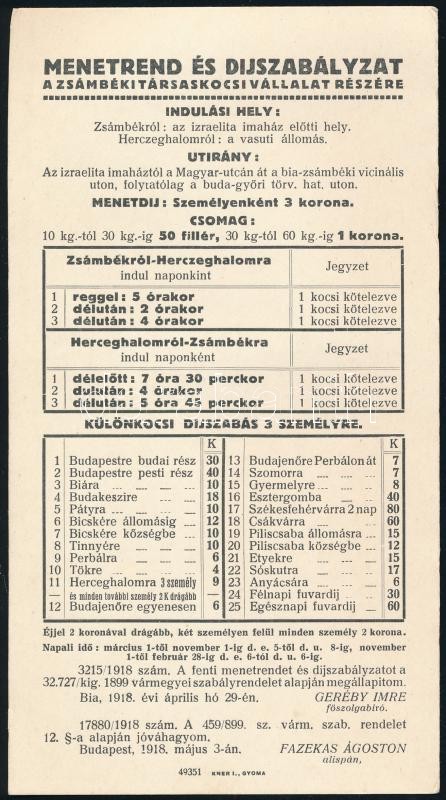 MENETREND ÉS DIJSZABÁLYZAT
A ZSÁMBÉKI TÁRSASKOCSI VÁLLALAT RÉSZÉRE
INDULÁSI HELY:
Zsámbékról: az izraelita imaház előtti hely.
Herczeghalomról: a vasuti állomás.
UTIRÁNY:
Az izraelita imaháztól a Magyar-utcán át a bia-zsámbéki vicinális
uton, folytatólag a buda-győri törv. hat. uton.
MENETDIJ: Személyenként 3 korona.
CSOMAG:
10 kg.-tól 30 kg.-ig 50 fillér, 30 kg-tól 60 kg.-ig 1 korona.
Zsámbékról-Herczeghalomra
indul naponkint
Jegyzet
1 reggel: 5 órakor 1 kocsi kötelezve
2 délután: 2 órakor 1 kocsi kötelezve
3 délután: 4 órakor 1 kocsi kötelezve
Herceghalomról-Zsámbékra
indul naponként
Jegyzet
1 délelőtt: 7 óra 30 perckor 1 kocsi kötelezve
2 dulután: 4 órakor 1 kocsi kötelezve
3 délután: 5 óra 45 perckor 1 kocsi kötelezve
KÜLÖNKOCSI DIJSZABÁS 3 SZEMÉLYRE.
K
1 Budapestre budai rész 30
2 Budapestre pesti rész 40
3 Biára 10
4 Budakeszire 18
5 Pátyra 10
6 Bicskére állomásig 12
7 Bicskére községbe 10
8 Tinnyére 10
9 Perbálra 6
10 Tökre 4
11 Herceghalomra 3 személy 9
— és minden további személy 2 K drágább —
12 Budajenőre egyenesen 6
K
13 Budajenőre Perbálon át 7
14 Szomorra 7
15 Gyermelyre 8
16 Esztergomba 40
17 Székesfehérvárra 2 nap 80
18 Csákvárra 60
19 Piliscsaba állomásra 15
20 Piliscsaba községbe 12
21 Etyekre 15
22 Sóskutra 17
23 Anyácsára 6
24 Félnapi fuvardij 30
25 Egésznapi fuvardij 60
Éjjel 2 koronával drágább, két személyen felül minden személy 2 korona.
Napali idő: március 1-től november 1-ig d. e. 5-től d. u. 8-ig, november
1-től február 28-ig d. e. 6-tól d. u. 6-ig.
3215/1918 szám. A fenti menetrendet és dijszabályzatot a
32.727/kig. 1899 vármegyei szabályrendelet alapján megállapitom.
Bia, 1918. évi április hó 29-én. GERÉBY IMRE
főszolgabiró.
17880/1918 szám. A 459/899. sz. várm. szab. rendelet
12. §-a alapján jóváhagyom.
Budapest, 1918. május 3-án. FAZEKAS ÁGOSTON
alispán,
49351 KNER I., GYOMA